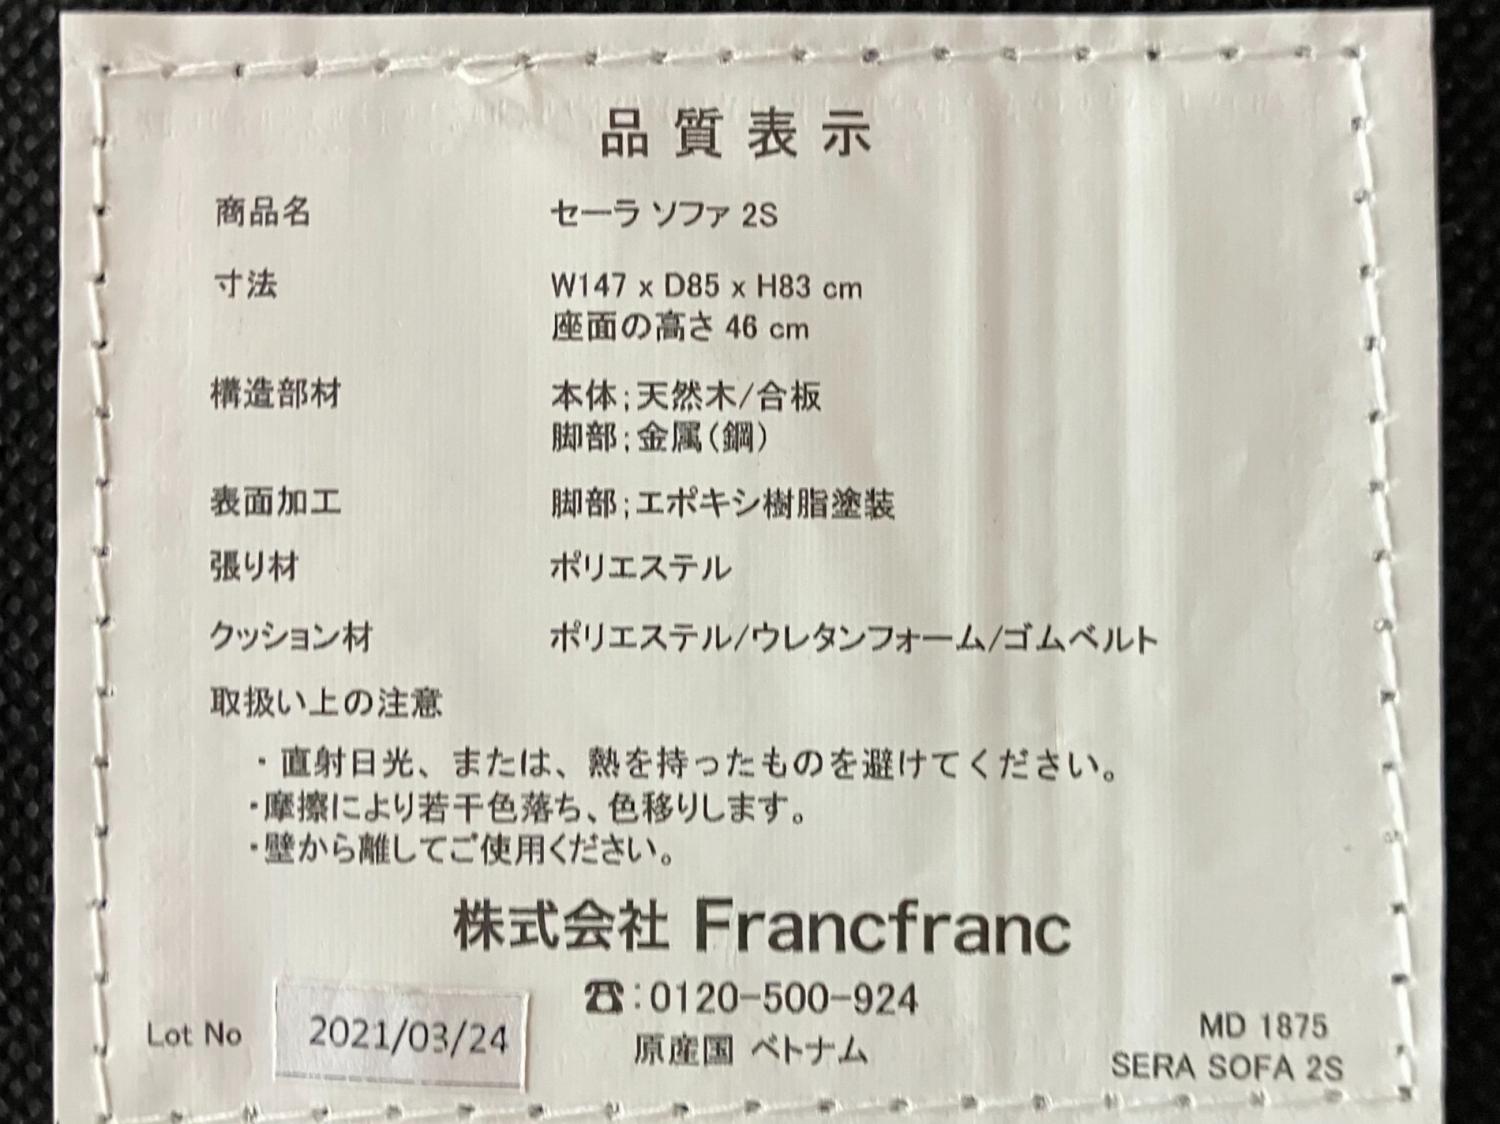 品質表示
商品名 セーラ ソファ 2S
寸法 W147 x D85 x H83 cm
座面の高さ 46 cm
構造部材 本体;天然木/合板
脚部;金属(鋼)
表面加工 脚部;エポキシ樹脂塗装
張り材 ポリエステル
クッション材 ポリエステル/ウレタンフォーム/ゴムベルト
取扱い上の注意
・直射日光、または、熱を持ったものを避けてください。
・摩擦により若干色落ち、色移りします。
・壁から離してご使用ください。
株式会社 Francfranc
☎:0120-500-924
原産国 ベトナム
Lot No 2021/03/24
MD 1875
SERA SOFA 2S